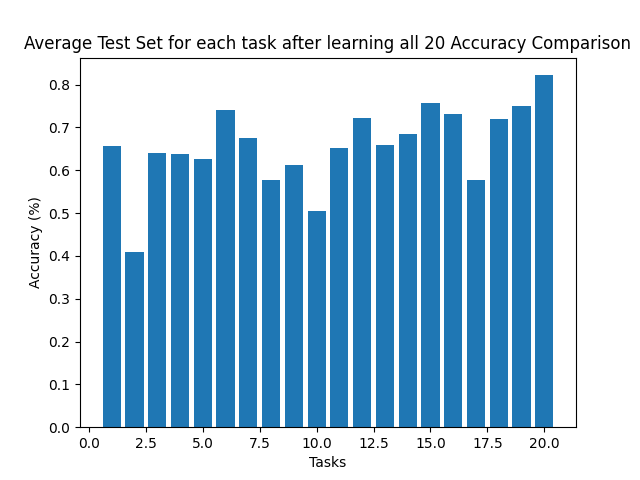 Average Test Set for each task after learning all 20 Accuracy Comparison
0.8
0.7
0.6
0.5
0.4
0.3
0.2
0.1
0.0
Accuracy (%)
0.0 2.5 5.0 7.5 10.0 12.5 15.0 17.5 20.0
Tasks